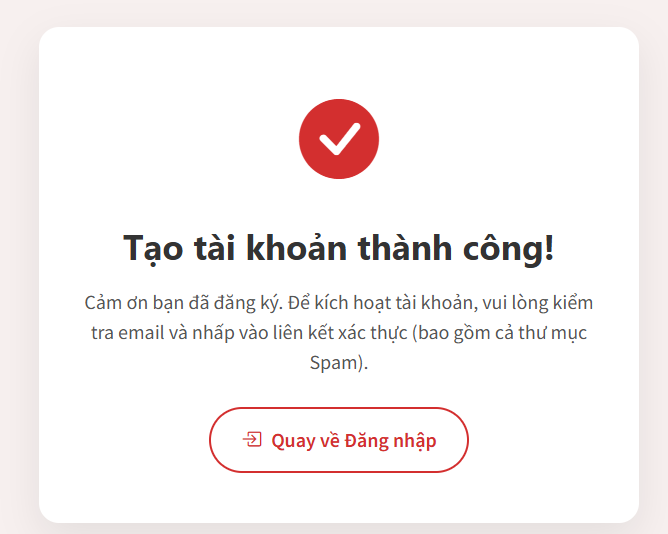 Tạo tài khoản thành công!
Cảm ơn bạn đã đăng ký. Để kích hoạt tài khoản, vui lòng kiểm
tra email và nhấp vào liên kết xác thực (bao gồm cả thư mục
Spam).
Quay về Đăng nhập